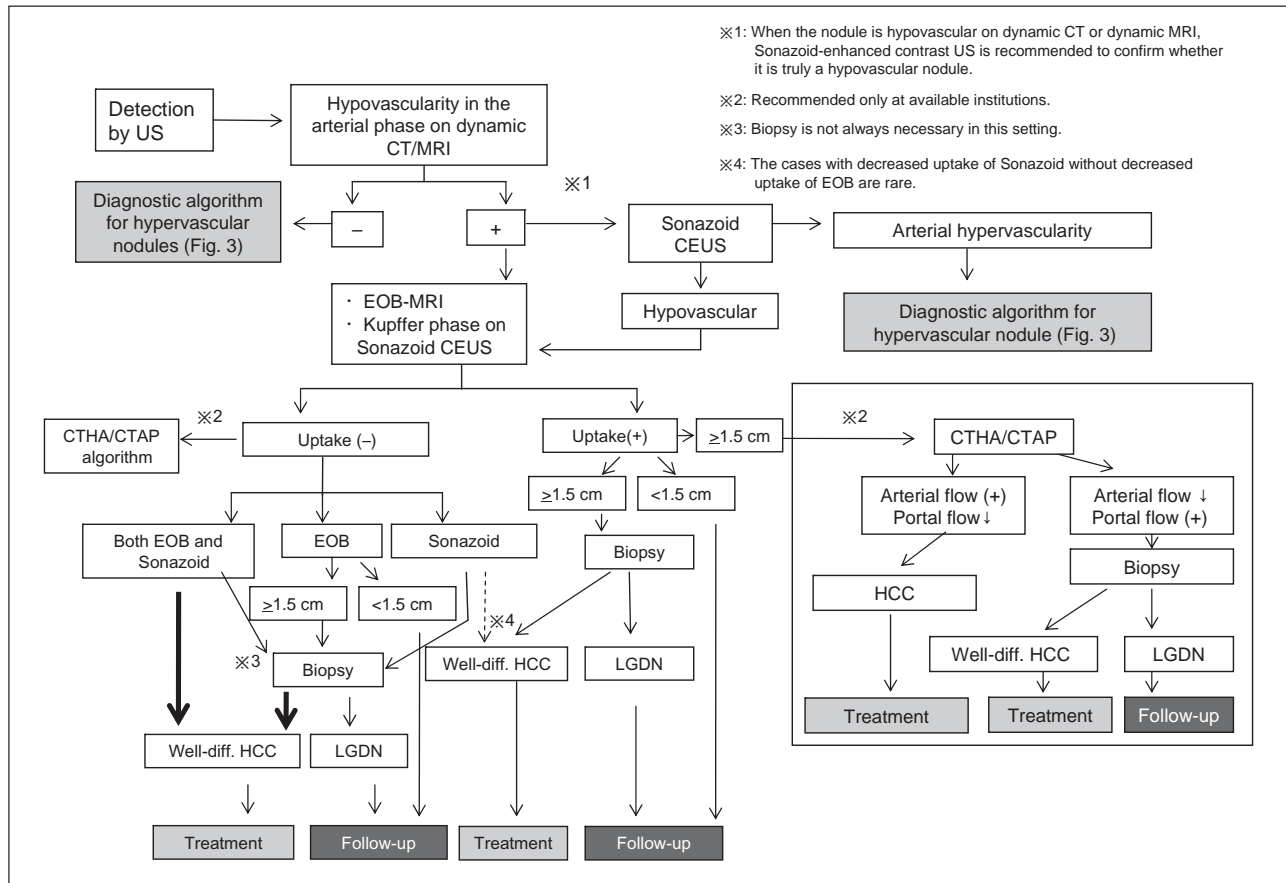 ※1: When the nodule is hypovascular on dynamic CT or dynamic MRI,
Sonazoid-enhanced contrast US is recommended to confirm whether
it is truly a hypovascular nodule.
※2: Recommended only at available institutions.
※3: Biopsy is not always necessary in this setting.
※4: The cases with decreased uptake of Sonazoid without decreased
uptake of EOB are rare.
Detection
by US
Hypovascularity in the
arterial phase on dynamic
CT/MRI
※1
Diagnostic algorithm
for hypervascular
nodules (Fig. 3)
–
+
Sonazoid
CEUS
Arterial hypervascularity
· EOB-MRI
· Kupffer phase on
Sonazoid CEUS
Hypovascular
Diagnostic algorithm for
hypervascular nodule (Fig. 3)
CTHA/CTAP
algorithm
※2
Uptake (–)
Uptake(+)
≥1.5 cm
※2
CTHA/CTAP
≥1.5 cm
<1.5 cm
Arterial flow (+)
Portal flow↓
Arterial flow ↓
Portal flow (+)
Both EOB and
Sonazoid
EOB
Sonazoid
Biopsy
Biopsy
≥1.5 cm
<1.5 cm
HCC
※4
※3
Biopsy
Well-diff. HCC
LGDN
Well-diff. HCC
LGDN
Treatment
Treatment
Follow-up
Well-diff. HCC
LGDN
Treatment
Follow-up
Treatment
Follow-up